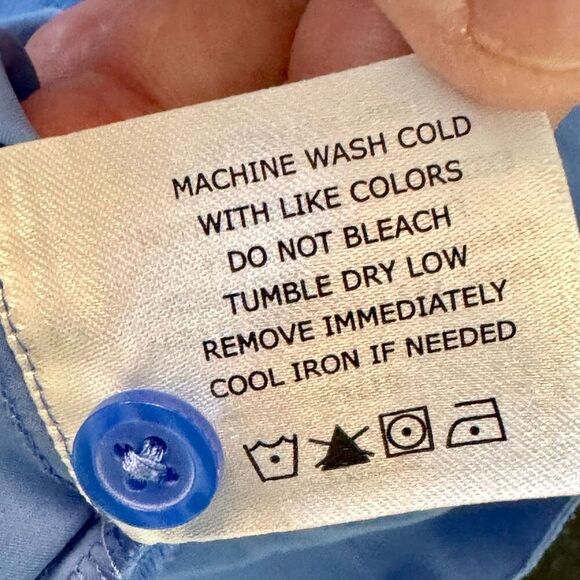 MACHINE WASH COLD
WITH LIKE COLORS
DO NOT BLEACH
TUMBLE DRY LOW
REMOVE IMMEDIATELY
COOL IRON IF NEEDED